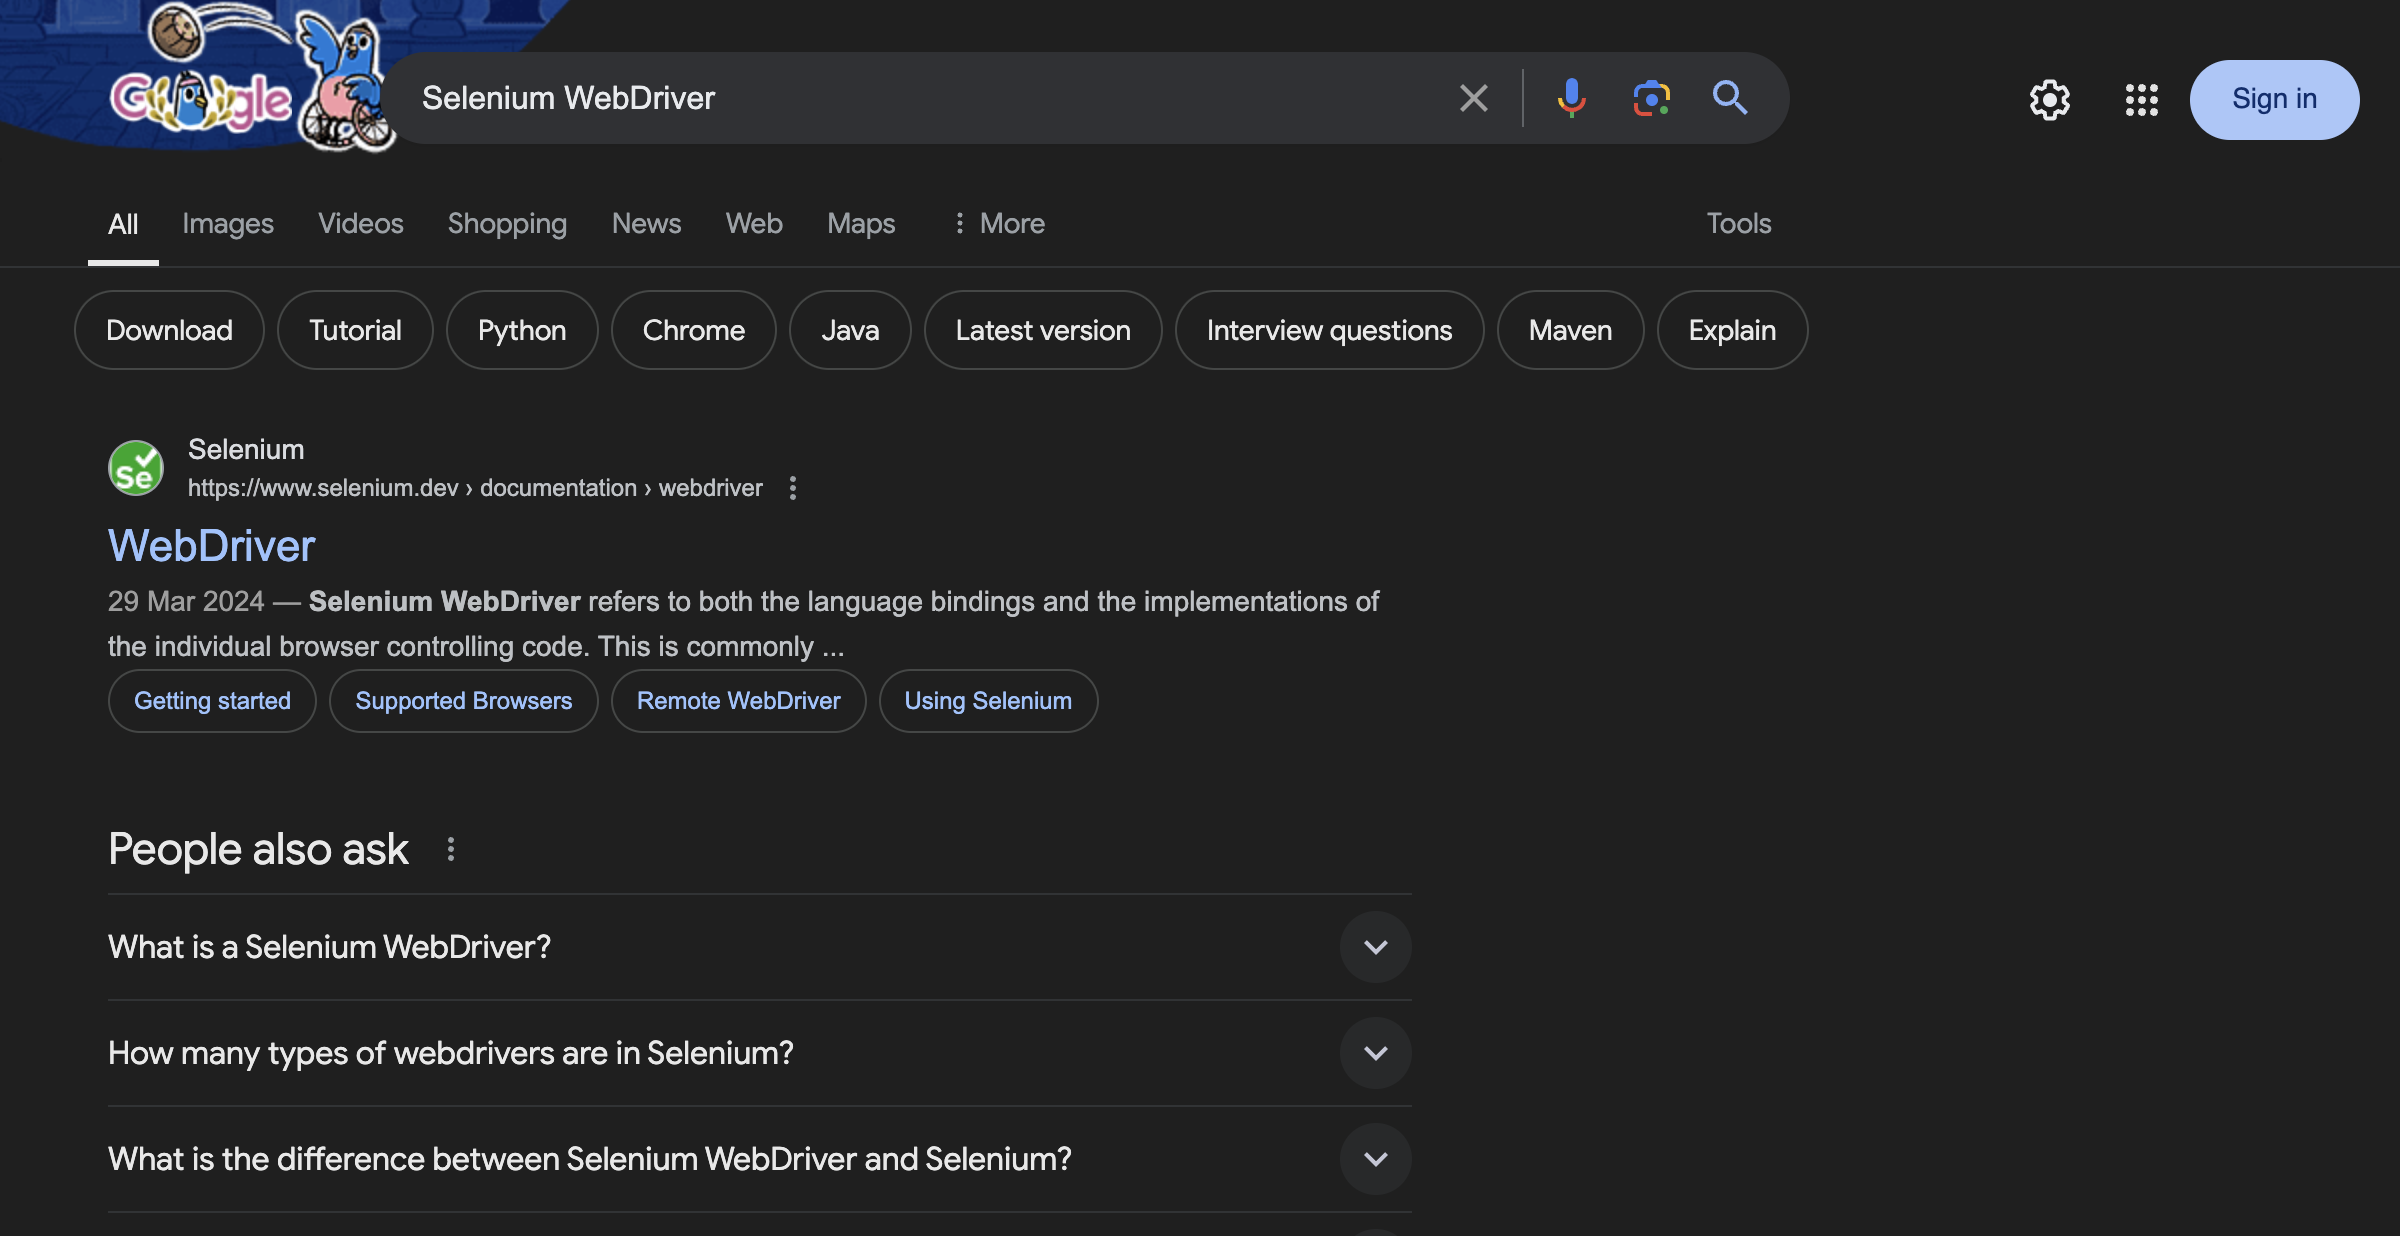 Google
Selenium WebDriver
Sign in
All Images Videos Shopping News Web Maps More Tools
Download Tutorial Python Chrome Java Latest version Interview questions Maven Explain
Se
Selenium
https://www.selenium.dev › documentation › webdriver
WebDriver
29 Mar 2024 — Selenium WebDriver refers to both the language bindings and the implementations of
the individual browser controlling code. This is commonly ...
Getting started Supported Browsers Remote WebDriver Using Selenium
People also ask
What is a Selenium WebDriver?
How many types of webdrivers are in Selenium?
What is the difference between Selenium WebDriver and Selenium?